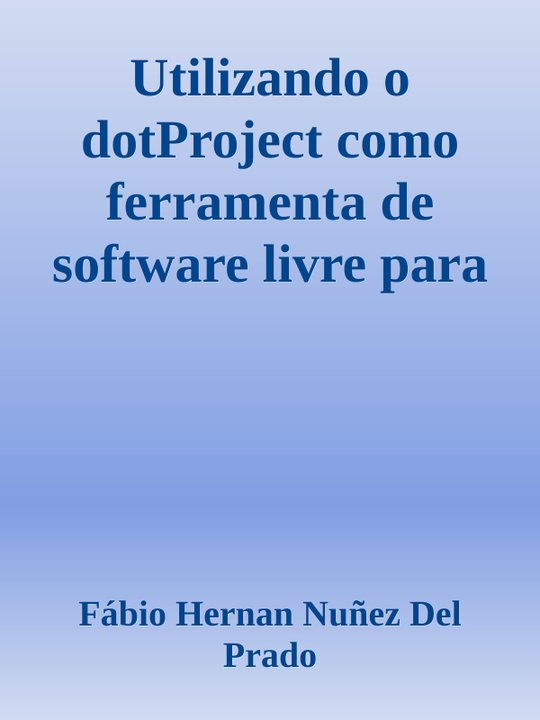 Utilizando o
dotProject como
ferramenta de
software livre para
Fábio Hernan Nuñez Del
Prado